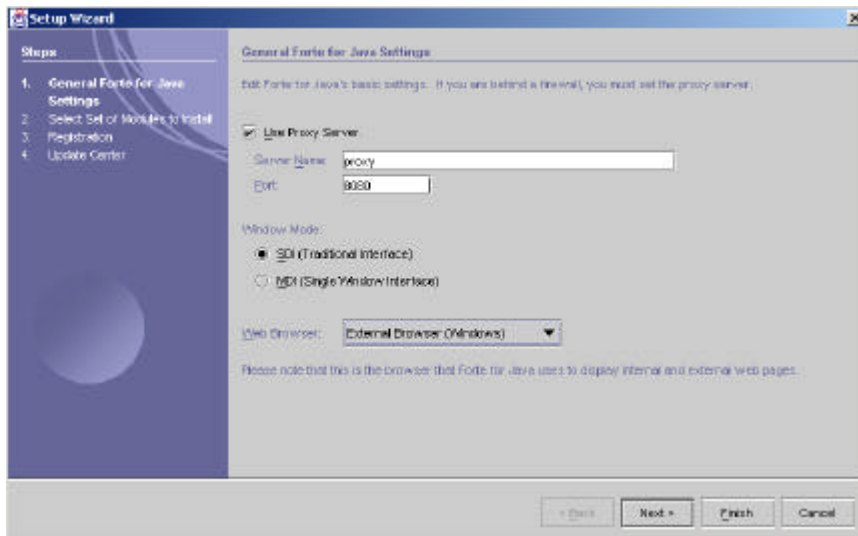 Setup Wizard
Steps
1. General Forte for Java
Settings
2 Select Set of Modules to Install
3 Registration
4 Update Center
General Forte for Java Settings
Edit Forte for Java's basic settings. If you are behind a firewall, you must set the proxy server.
Use Proxy Server
Server Name: proxy
Port: 8080
Window Mode:
SDI (Traditional Interface)
MDI (Single Window Interface)
Web Browser: External Browser (Windows)
Please note that this is the browser that Forte for Java uses to display internal and external web pages.
< Back Next > Finish Cancel